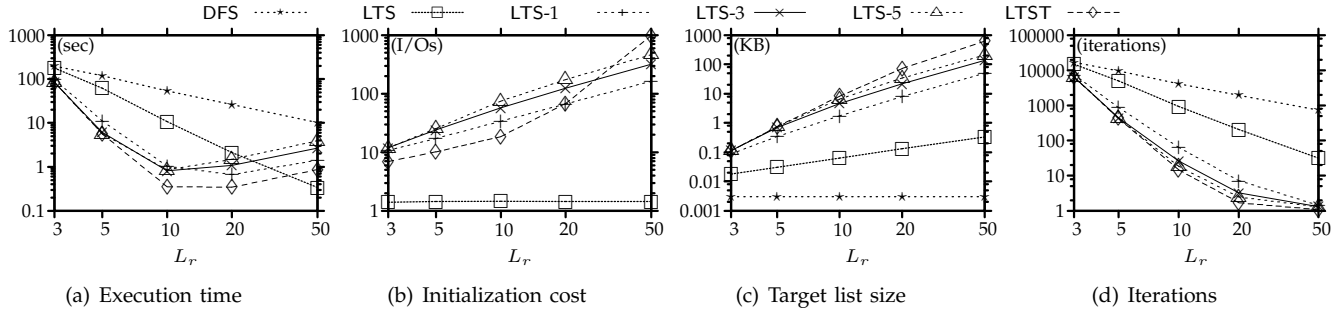 DFS LTS LTS-1 LTS-3 LTS-5 LTST
1000 100 10 1 0.1
(sec)
3 5 10 20 50
L_r
(a) Execution time
1000 100 10 1
(I/Os)
3 5 10 20 50
L_r
(b) Initialization cost
1000 100 10 1 0.1 0.01 0.001
(KB)
3 5 10 20 50
L_r
(c) Target list size
10000 10000 1000 100 10 1
(iterations)
3 5 10 20 50
L_r
(d) Iterations